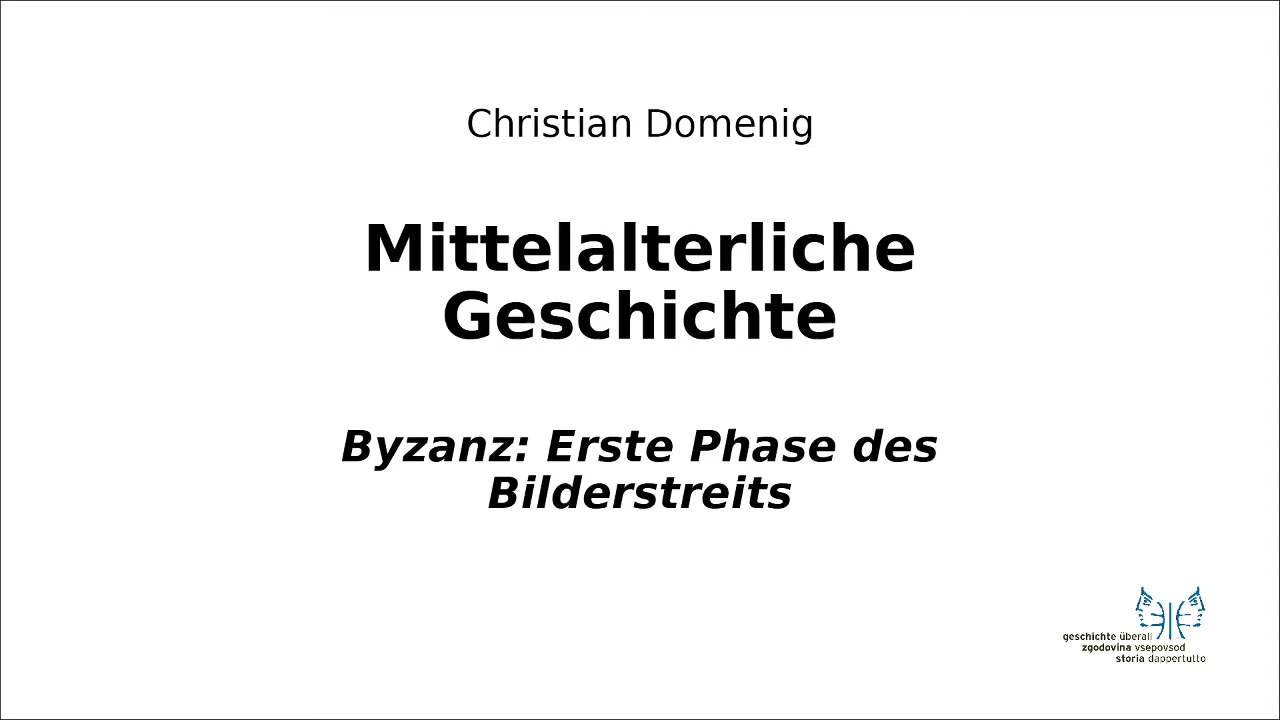 Christian Domenig
Mittelalterliche
Geschichte
Byzanz: Erste Phase des
Bilderstreits
geschichte überall
zgodovina vsepovsod
storia dappertutto